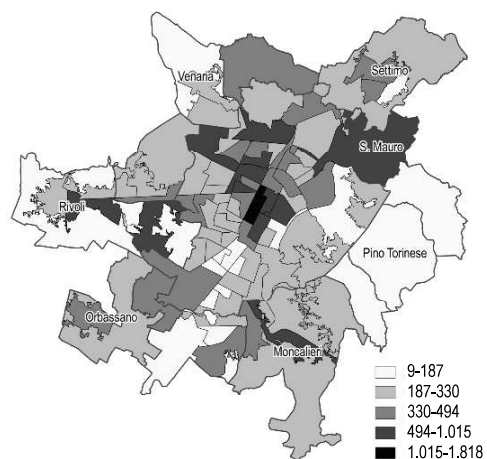 Venaria
Settimo
S. Mauro
Rivoli
Pino Torinese
Orbassano
Moncalieri
9-187
187-330
330-494
494-1.015
1.015-1.818